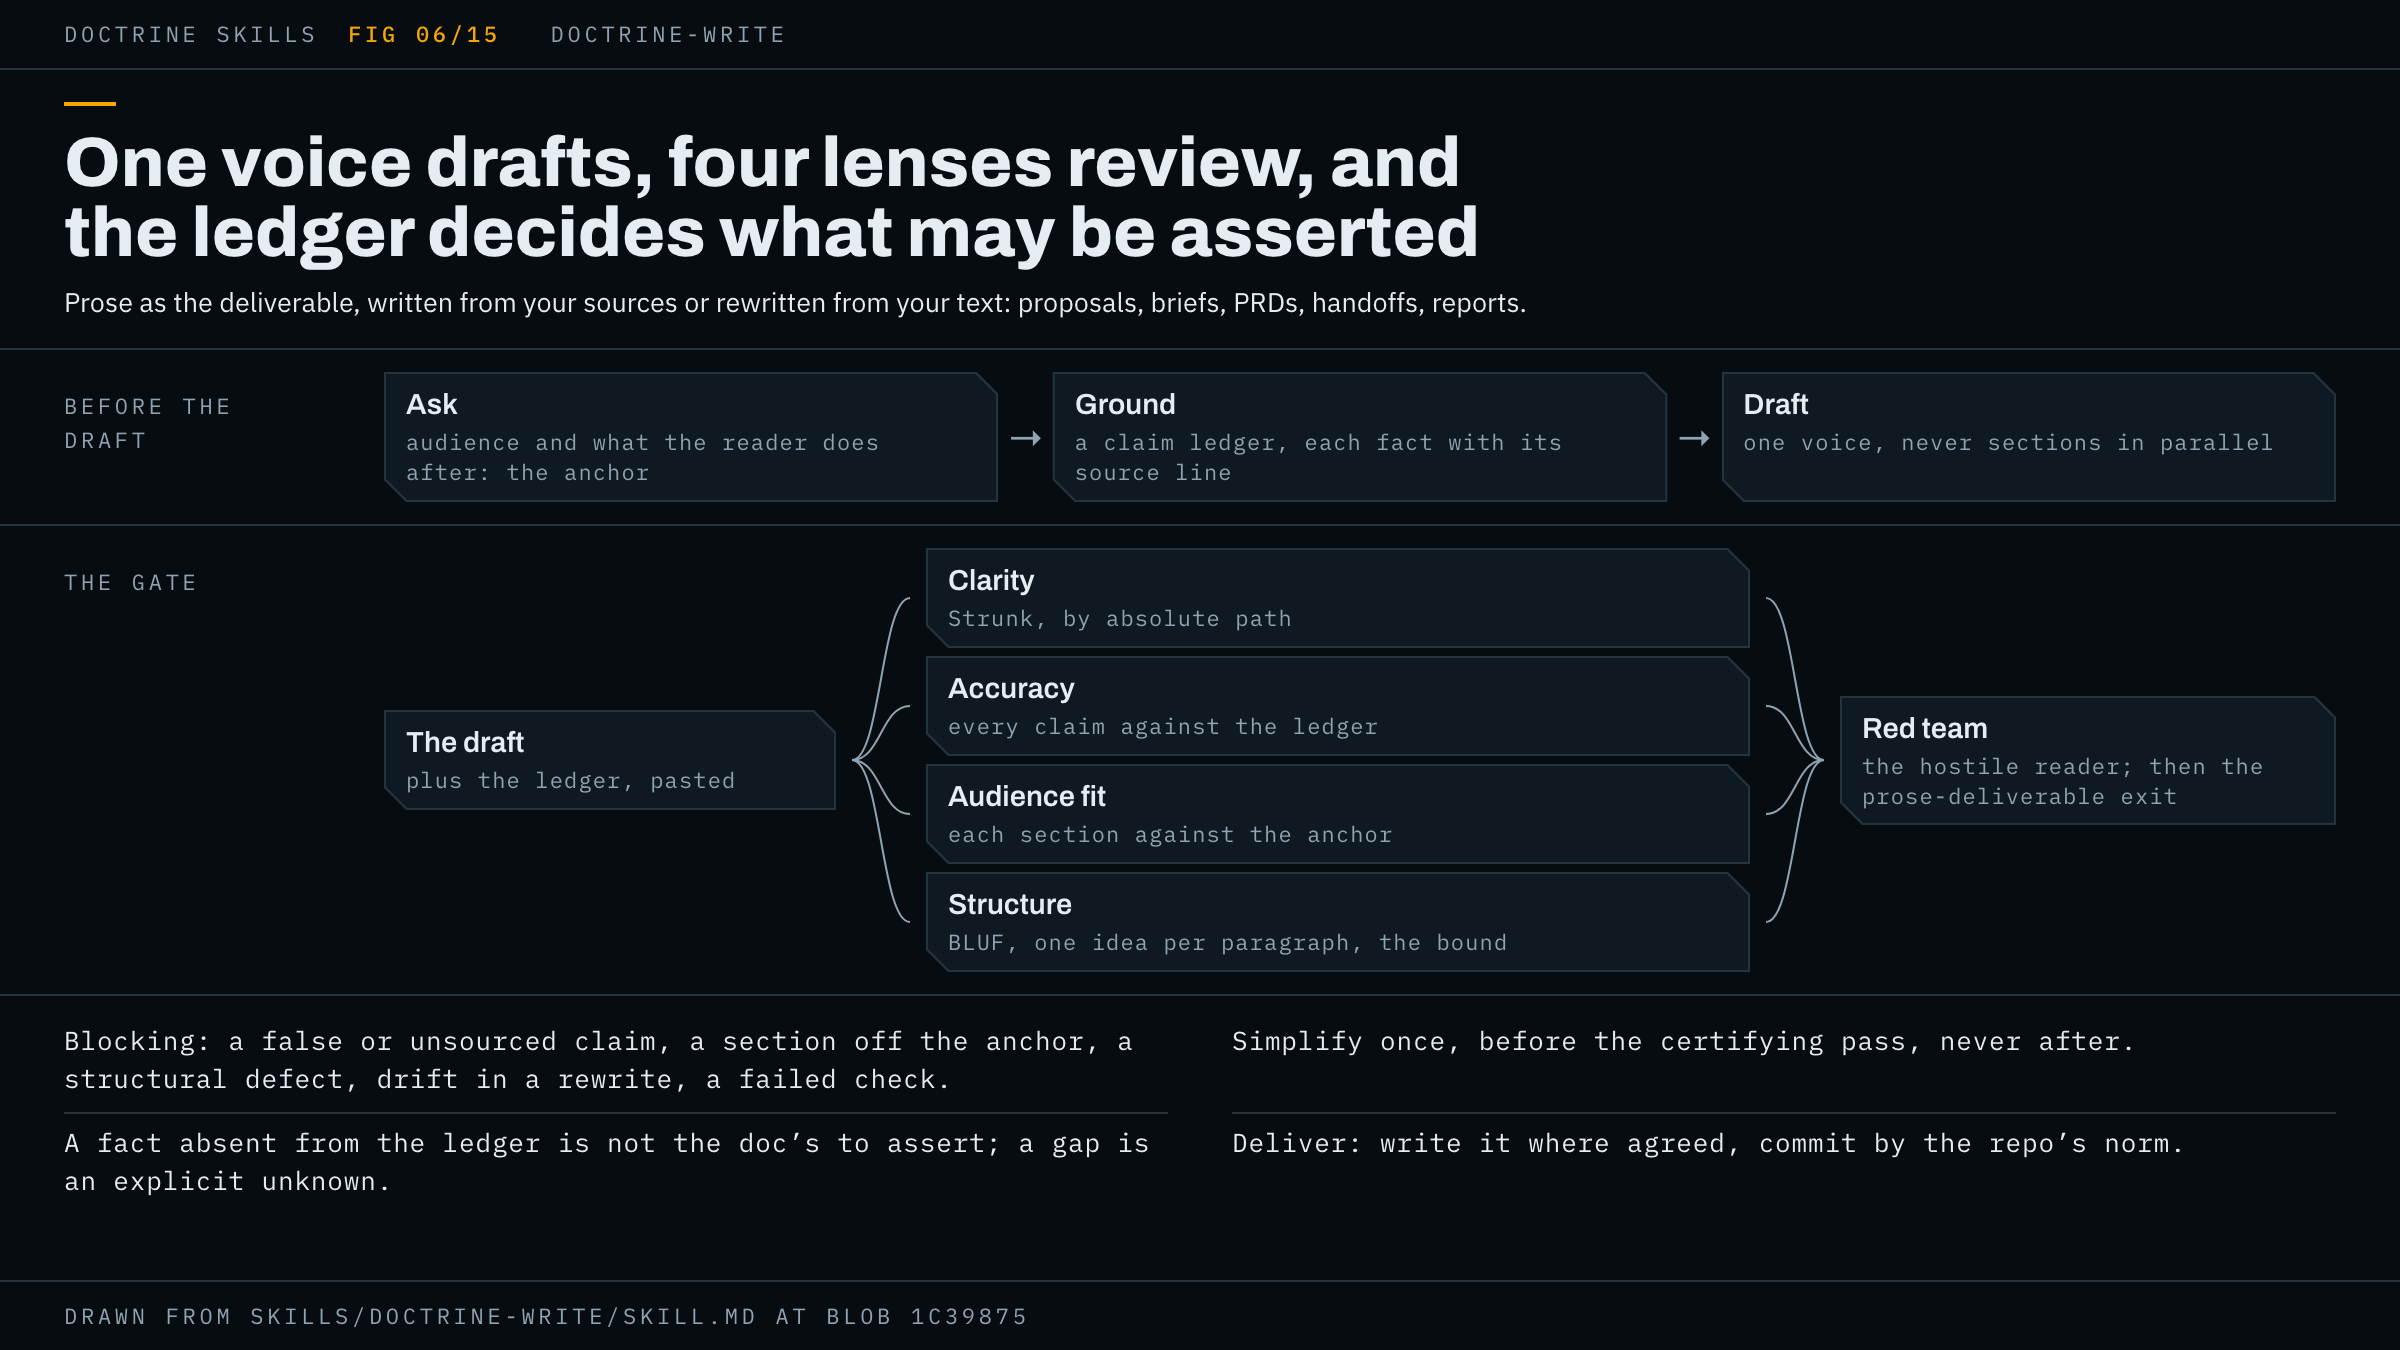 DOCTRINE SKILLS FIG 06/15 DOCTRINE-WRITE
One voice drafts, four lenses review, and
the ledger decides what may be asserted
Prose as the deliverable, written from your sources or rewritten from your text: proposals, briefs, PRDs, handoffs, reports.
BEFORE THE
DRAFT
Ask
audience and what the reader does
after: the anchor
Ground
a claim ledger, each fact with its
source line
Draft
one voice, never sections in parallel
THE GATE
The draft
plus the ledger, pasted
Clarity
Strunk, by absolute path
Accuracy
every claim against the ledger
Audience fit
each section against the anchor
Structure
BLUF, one idea per paragraph, the bound
Red team
the hostile reader; then the
prose-deliverable exit
Blocking: a false or unsourced claim, a section off the anchor, a
structural defect, drift in a rewrite, a failed check.
Simplify once, before the certifying pass, never after.
A fact absent from the ledger is not the doc’s to assert; a gap is
an explicit unknown.
Deliver: write it where agreed, commit by the repo’s norm.
DRAWN FROM SKILLS/DOCTRINE-WRITE/SKILL.MD AT BLOB 1C39875